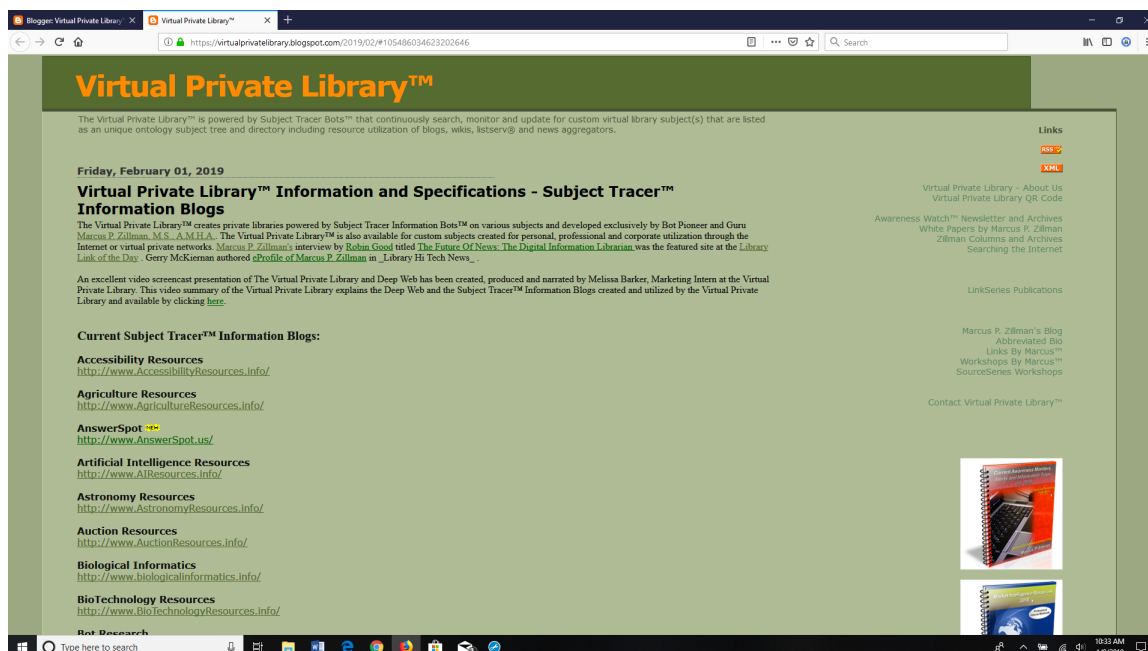 Blogger: Virtual Private Library™
Virtual Private Library™
https://virtualprivatelibrary.blogspot.com/2019/02/#105486034623202646
Search
Virtual Private Library™
The Virtual Private Library™ is powered by Subject Tracer Bots™ that continuously search, monitor and update for custom virtual library subject(s) that are listed
as an unique ontology subject tree and directory including resource utilization of blogs, wikis, listserv® and news aggregators.
Friday, February 01, 2019
Virtual Private Library™ Information and Specifications - Subject Tracer™
Information Blogs
The Virtual Private Library™ creates private libraries powered by Subject Tracer Information Bots™ on various subjects and developed exclusively by Bot Pioneer and Guru
Marcus P. Zillman, M.S., A.M.H.A.. The Virtual Private Library™ is also available for custom subjects created for personal, professional and corporate utilization through the
Internet or virtual private networks. Marcus P. Zillman's interview by Robin Good titled The Future Of News: The Digital Information Librarian was the featured site at the Library
Link of the Day . Gerry McKiernan authored eProfile of Marcus P. Zillman in _Library Hi Tech News_ .
An excellent video screencast presentation of The Virtual Private Library and Deep Web has been created, produced and narrated by Melissa Barker, Marketing Intern at the Virtual
Private Library. This video summary of the Virtual Private Library explains the Deep Web and the Subject Tracer™ Information Blogs created and utilized by the Virtual Private
Library and available by clicking here.
Current Subject Tracer™ Information Blogs:
Accessibility Resources
http://www.AccessibilityResources.info/
Agriculture Resources
http://www.AgricultureResources.info/
AnswerSpot NEW
http://www.AnswerSpot.us/
Artificial Intelligence Resources
http://www.AIResources.info/
Astronomy Resources
http://www.AstronomyResources.info/
Auction Resources
http://www.AuctionResources.info/
Biological Informatics
http://www.biologicalinformatics.info/
BioTechnology Resources
http://www.BioTechnologyResources.info/
Bot Research
Links
RSS
XML
Virtual Private Library - About Us
Virtual Private Library QR Code
Awareness Watch™ Newsletter and Archives
White Papers by Marcus P. Zillman
Zillman Columns and Archives
Searching the Internet
LinkSeries Publications
Marcus P. Zillman's Blog
Abbreviated Bio
Links By Marcus™
Workshops By Marcus™
SourceSeries Workshops
Contact Virtual Private Library™
Type here to search
10:33 AM